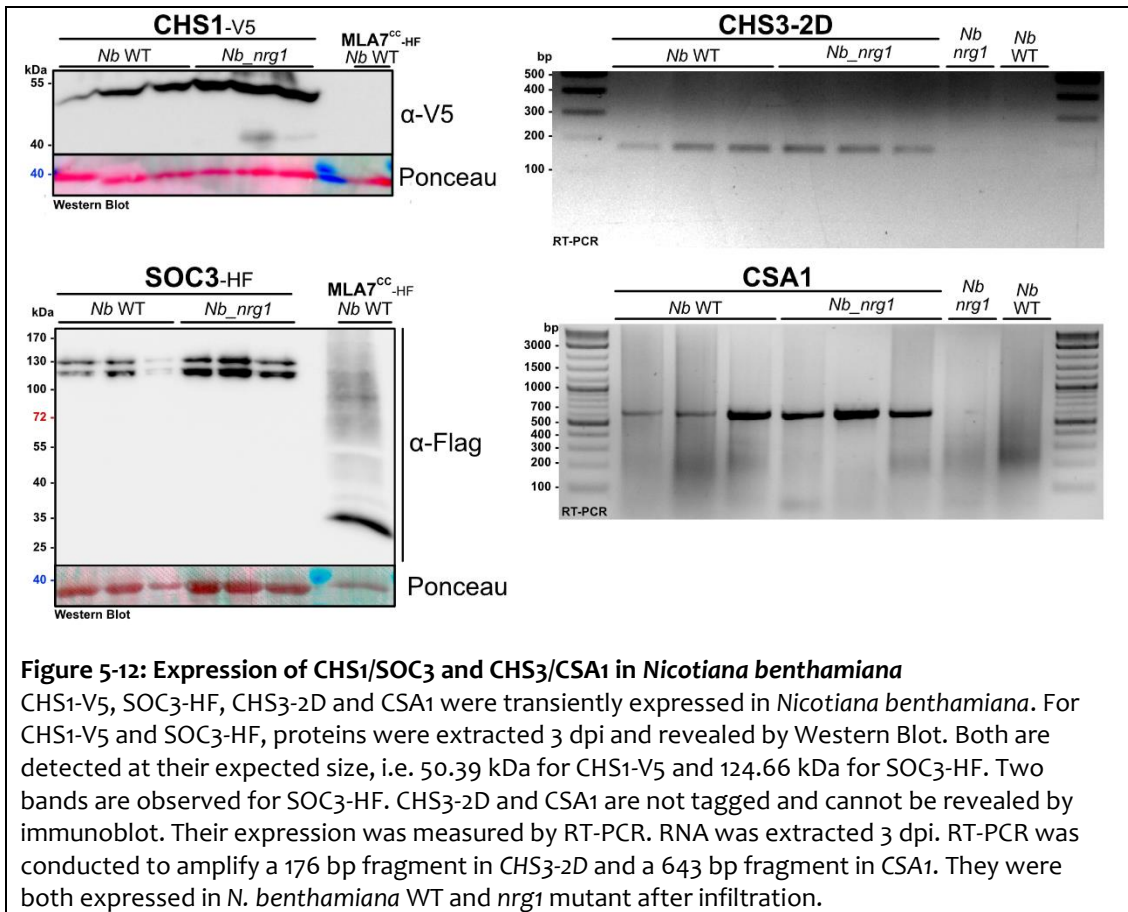 CHS1-V5
Nb WT
Nb_nrg1
MLA7CC-HF
Nb WT
kDa
55 -
40 -
40 -
α-V5
Ponceau
Western Blot
CHS3-2D
Nb WT
Nb_nrg1
Nb
nrg1
Nb
WT
bp
500 -
400 -
300 -
200 -
100 -
RT-PCR
SOC3-HF
Nb WT
Nb_nrg1
MLA7CC-HF
Nb WT
kDa
170 -
130 -
100 -
72 -
55 -
40 -
35 -
25 -
40 -
α-Flag
Ponceau
Western Blot
CSA1
Nb WT
Nb_nrg1
Nb
nrg1
Nb
WT
bp
3000 -
1500 -
1000 -
700 -
500 -
400 -
300 -
200 -
100 -
RT-PCR
Figure 5-12: Expression of CHS1/SOC3 and CHS3/CSA1 in Nicotiana benthamiana
CHS1-V5, SOC3-HF, CHS3-2D and CSA1 were transiently expressed in Nicotiana benthamiana. For
CHS1-V5 and SOC3-HF, proteins were extracted 3 dpi and revealed by Western Blot. Both are
detected at their expected size, i.e. 50.39 kDa for CHS1-V5 and 124.66 kDa for SOC3-HF. Two
bands are observed for SOC3-HF. CHS3-2D and CSA1 are not tagged and cannot be revealed by
immunoblot. Their expression was measured by RT-PCR. RNA was extracted 3 dpi. RT-PCR was
conducted to amplify a 176 bp fragment in CHS3-2D and a 643 bp fragment in CSA1. They were
both expressed in N. benthamiana WT and nrg1 mutant after infiltration.